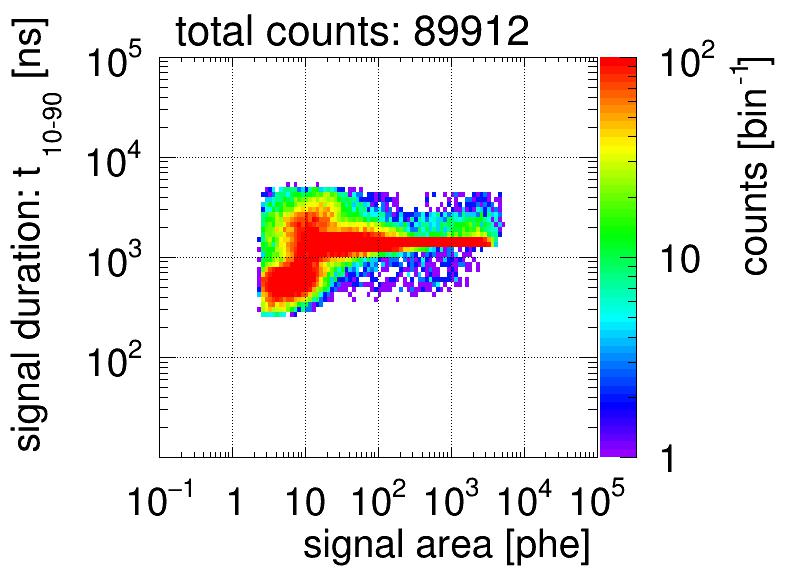 total counts: 89912
signal duration: t 10-90 [ns]
10^5
10^4
10^3
10^2
10^−1 1 10 10^2 10^3 10^4 10^5
signal area [phe]
10^2
10
1
counts [bin^-1]